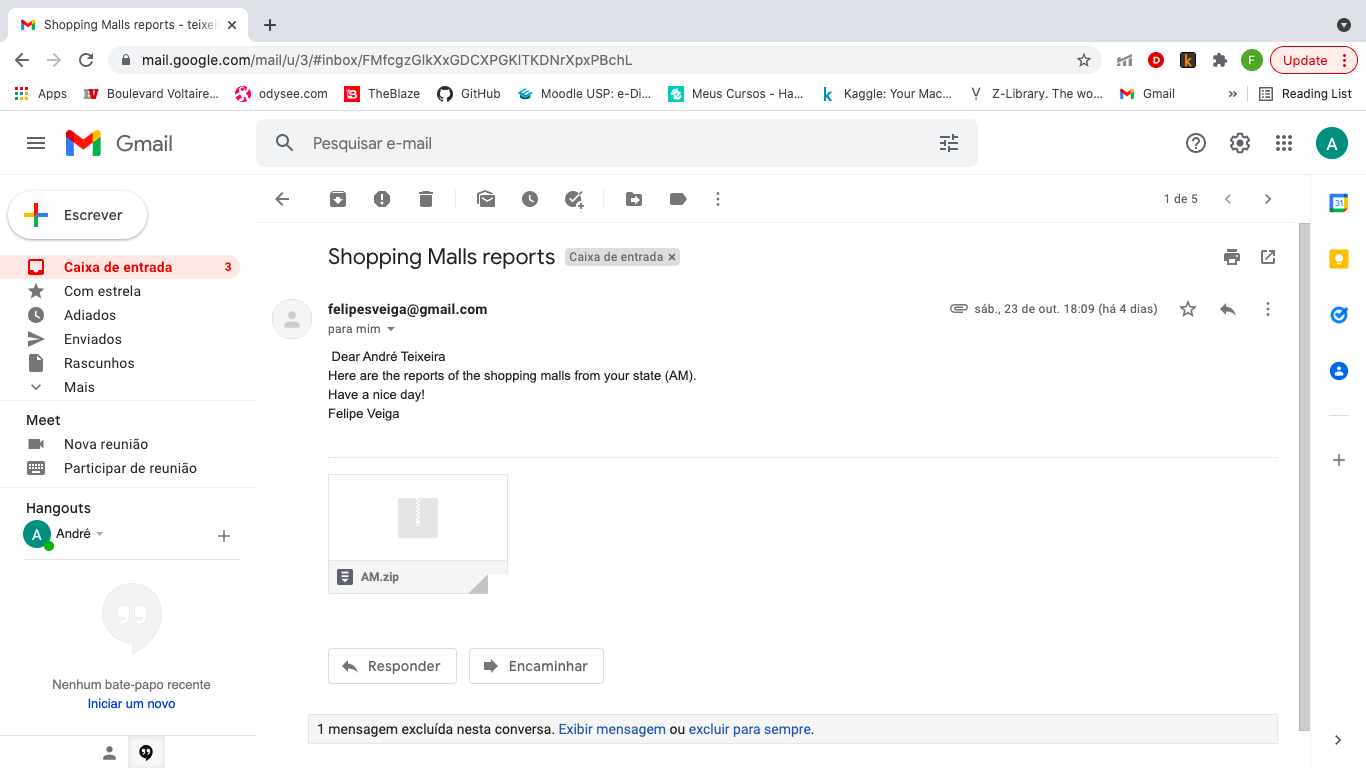 Shopping Malls reports - teixei
mail.google.com/mail/u/3/#inbox/FMfcgzGlkXxGDCXPGKlTKDNrXpxPBchL
D
k
F
Update
Apps
Boulevard Voltaire...
odysee.com
TheBlaze
GitHub
Moodle USP: e-Di...
Meus Cursos - Ha...
Kaggle: Your Mac...
Z-Library. The wo...
Gmail
»
Reading List
Gmail
Pesquisar e-mail
A
Escrever
1 de 5
31
Caixa de entrada 3
Com estrela
Adiados
Enviados
Rascunhos
Mais
Meet
Nova reunião
Participar de reunião
Hangouts
A André
Nenhum bate-papo recente
Iniciar um novo
Shopping Malls reports Caixa de entrada ×
felipesveiga@gmail.com
sáb., 23 de out. 18:09 (há 4 dias)
para mim
Dear André Teixeira
Here are the reports of the shopping malls from your state (AM).
Have a nice day!
Felipe Veiga
AM.zip
Responder
Encaminhar
1 mensagem excluída nesta conversa. Exibir mensagem ou excluir para sempre.